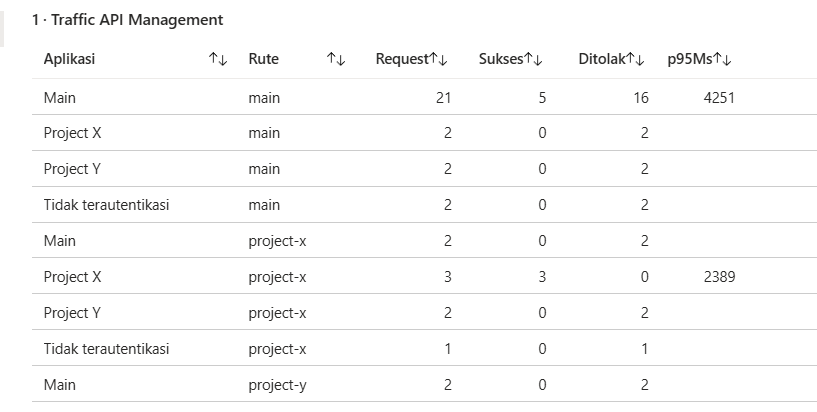 1 · Traffic API Management
Aplikasi ↑↓ Rute ↑↓ Request↑↓ Sukses↑↓ Ditolak↑↓ p95Ms↑↓
Main main 21 5 16 4251
Project X main 2 0 2
Project Y main 2 0 2
Tidak terautentikasi main 2 0 2
Main project-x 2 0 2
Project X project-x 3 3 0 2389
Project Y project-x 2 0 2
Tidak terautentikasi project-x 1 0 1
Main project-y 2 0 2